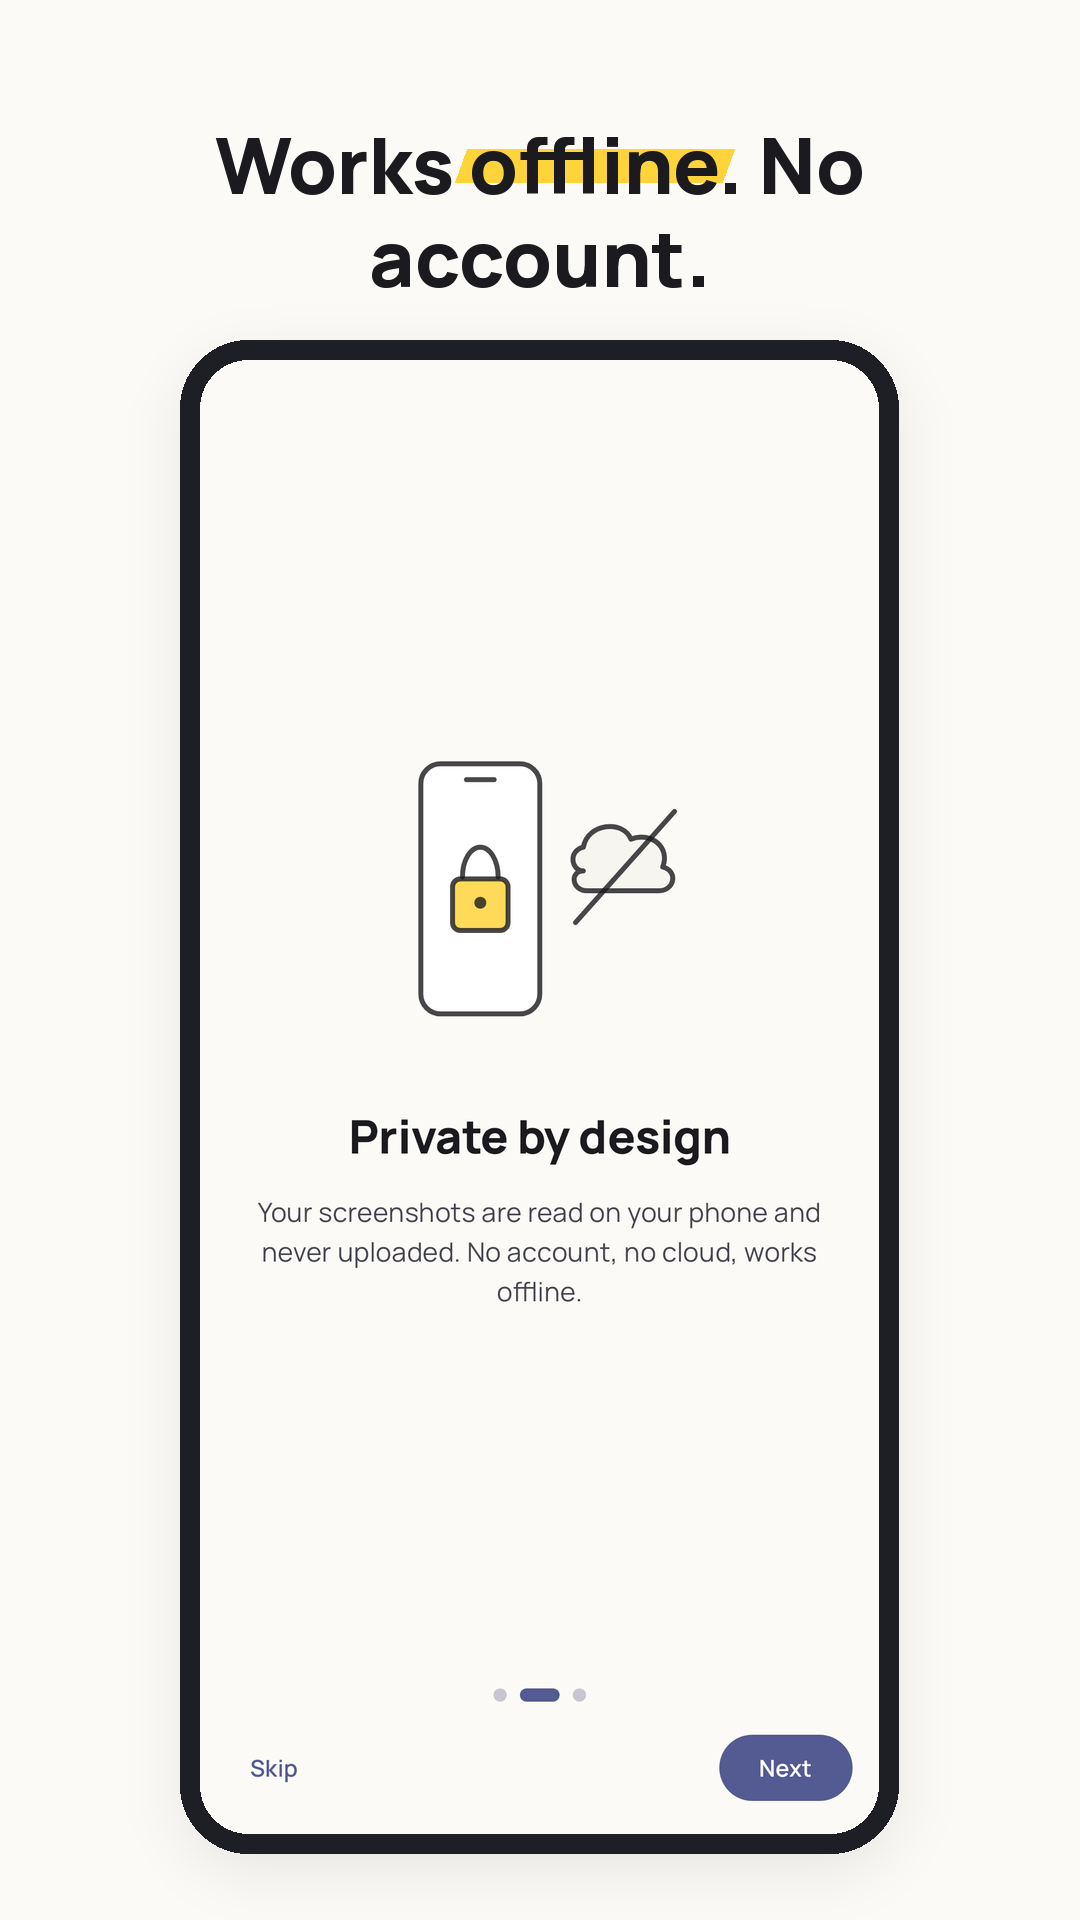 Works offline. No
account.
Private by design
Your screenshots are read on your phone and
never uploaded. No account, no cloud, works
offline.
Skip
Next